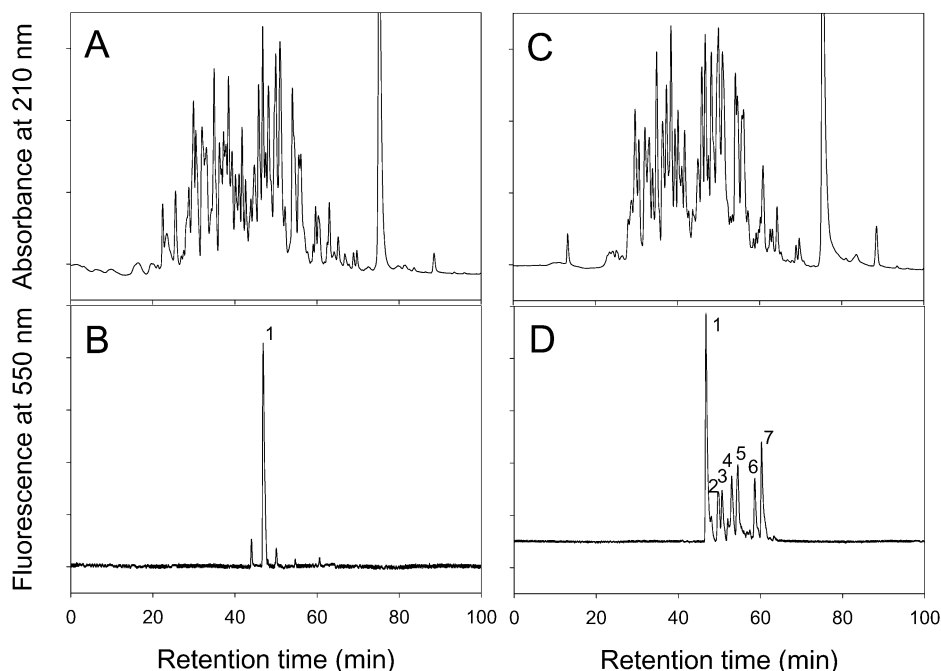 A
C
Absorbance at 210 nm
B
1
D
1
2
3
4
5
6
7
Fluorescence at 550 nm
0 20 40 60 80 100
0 20 40 60 80 100
Retention time (min)
Retention time (min)